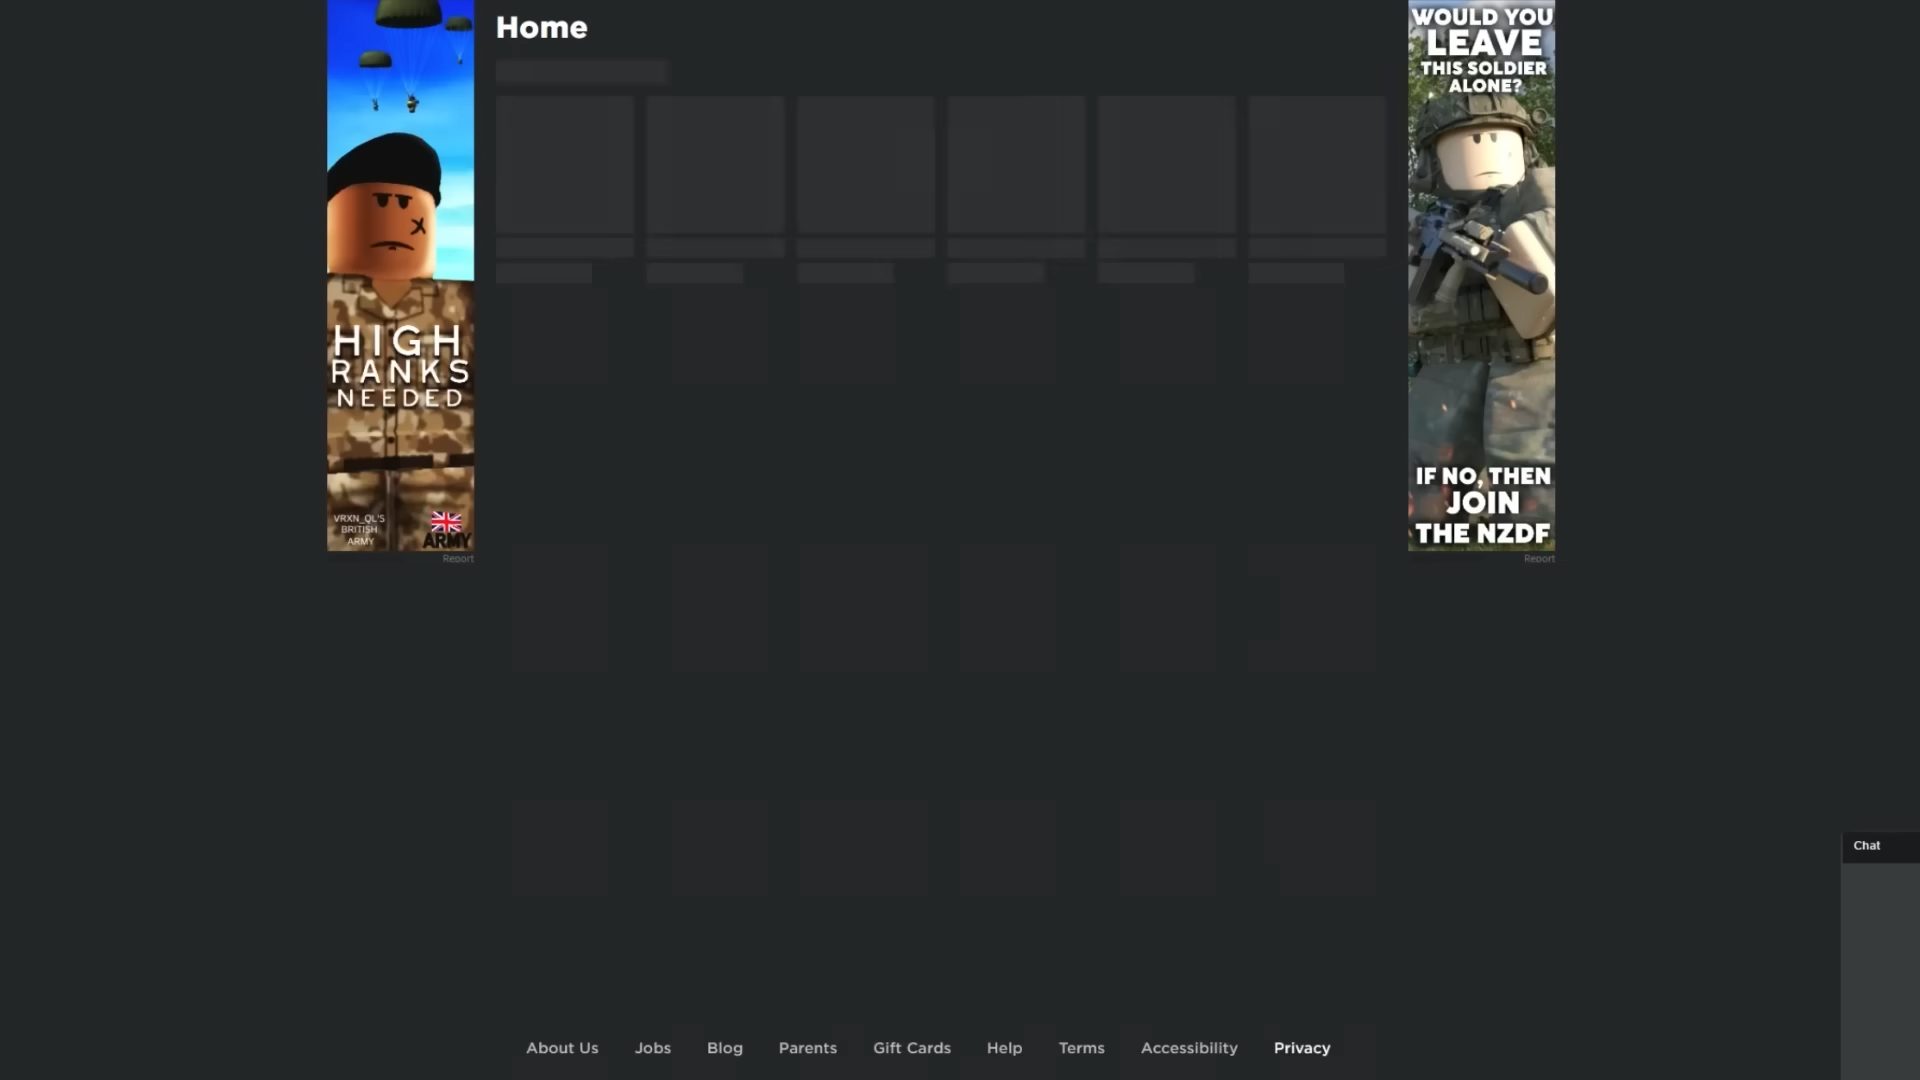 Home
HIGH
RANKS
NEEDED
VRXN_QL'S
BRITISH
ARMY
ARMY
Report
WOULD YOU
LEAVE
THIS SOLDIER
ALONE?
IF NO, THEN
JOIN
THE NZDF
Report
Chat
About Us Jobs Blog Parents Gift Cards Help Terms Accessibility Privacy